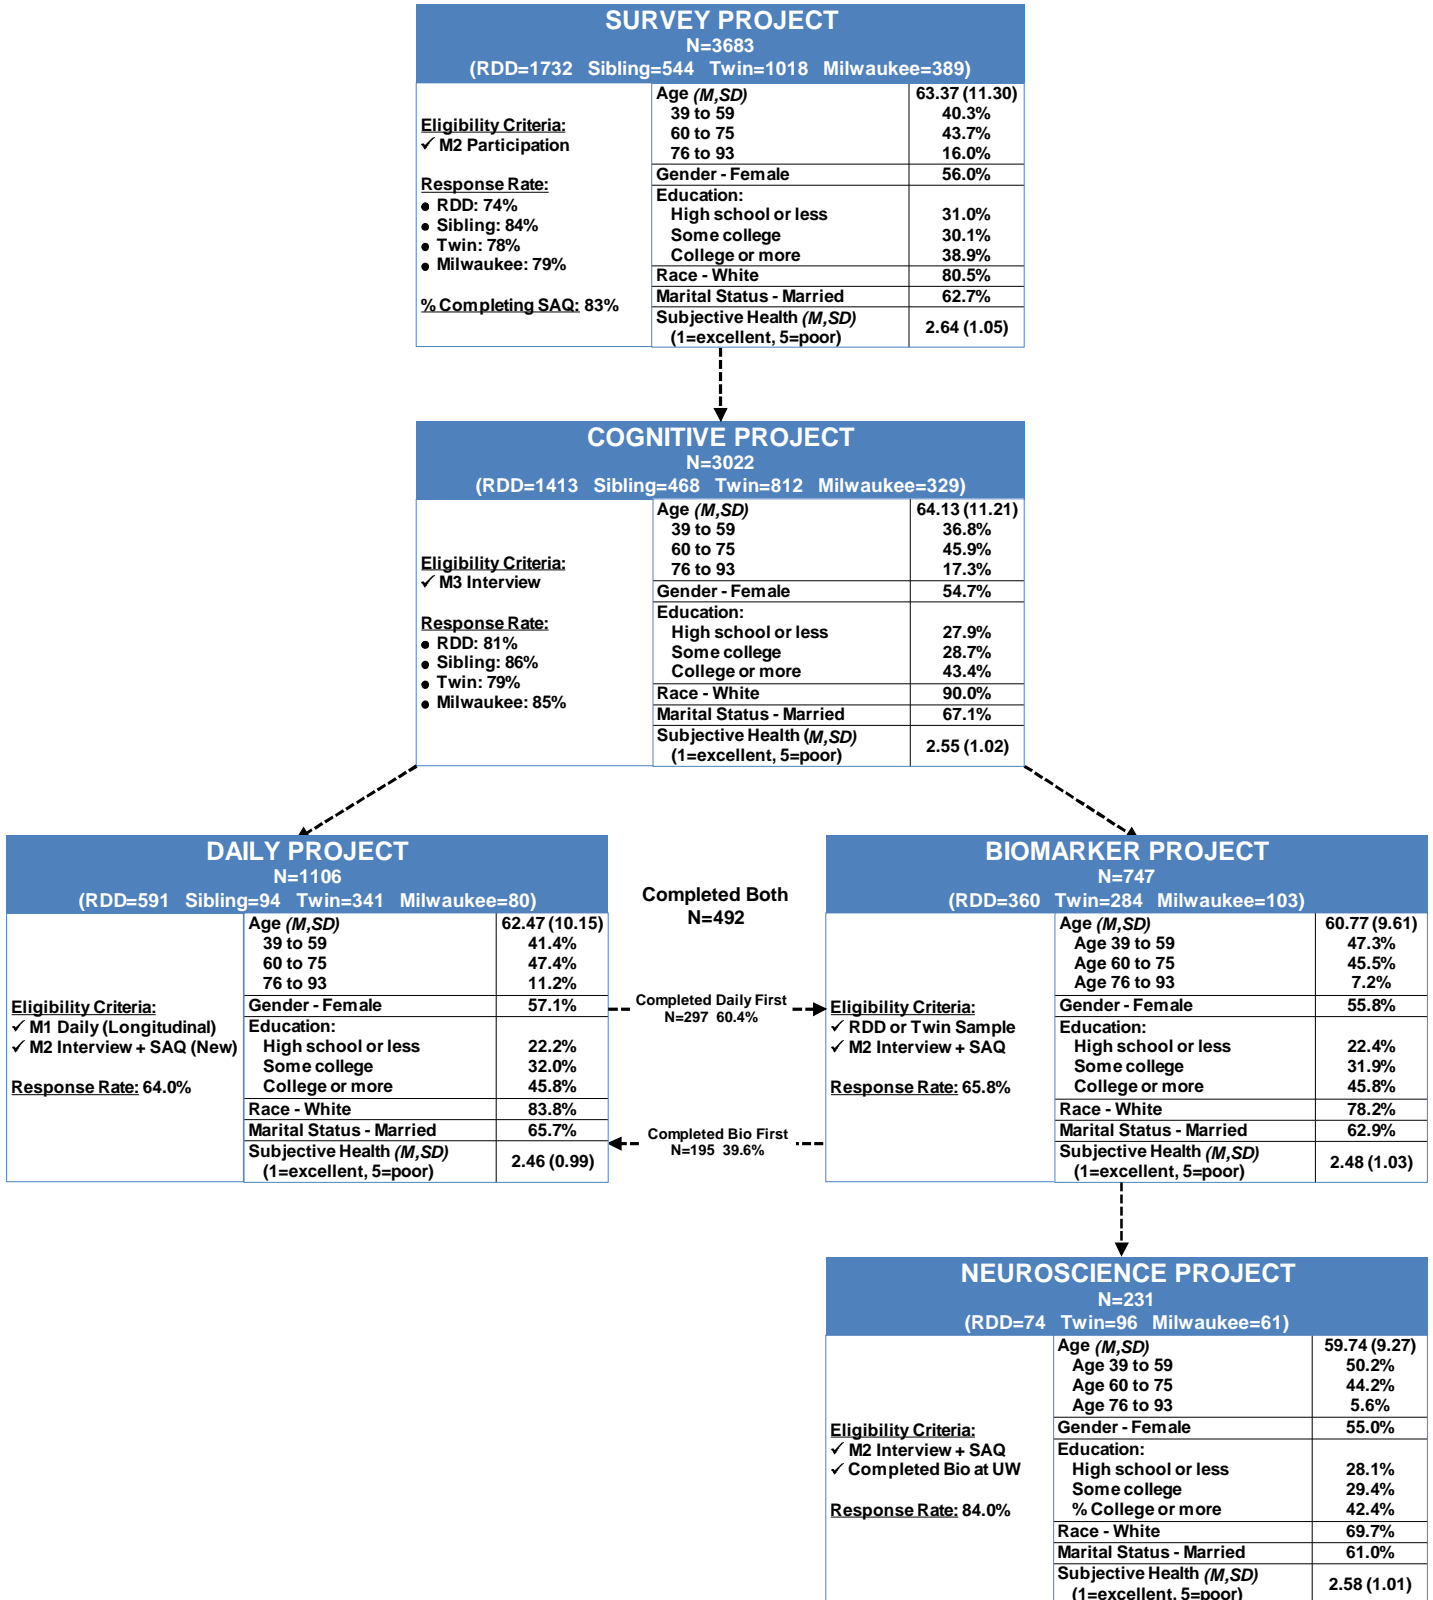 SURVEY PROJECT
N=3683
(RDD=1732 Sibling=544 Twin=1018 Milwaukee=389)
Eligibility Criteria:
✓ M2 Participation
Response Rate:
● RDD: 74%
● Sibling: 84%
● Twin: 78%
● Milwaukee: 79%
% Completing SAQ: 83%
Age (M,SD) 63.37 (11.30)
39 to 59 40.3%
60 to 75 43.7%
76 to 93 16.0%
Gender - Female 56.0%
Education:
High school or less 31.0%
Some college 30.1%
College or more 38.9%
Race - White 80.5%
Marital Status - Married 62.7%
Subjective Health (M,SD)
(1=excellent, 5=poor) 2.64 (1.05)
COGNITIVE PROJECT
N=3022
(RDD=1413 Sibling=468 Twin=812 Milwaukee=329)
Eligibility Criteria:
✓ M3 Interview
Response Rate:
● RDD: 81%
● Sibling: 86%
● Twin: 79%
● Milwaukee: 85%
Age (M,SD) 64.13 (11.21)
39 to 59 36.8%
60 to 75 45.9%
76 to 93 17.3%
Gender - Female 54.7%
Education:
High school or less 27.9%
Some college 28.7%
College or more 43.4%
Race - White 90.0%
Marital Status - Married 67.1%
Subjective Health (M,SD)
(1=excellent, 5=poor) 2.55 (1.02)
DAILY PROJECT
N=1106
(RDD=591 Sibling=94 Twin=341 Milwaukee=80)
Eligibility Criteria:
✓ M1 Daily (Longitudinal)
✓ M2 Interview + SAQ (New)
Response Rate: 64.0%
Age (M,SD) 62.47 (10.15)
39 to 59 41.4%
60 to 75 47.4%
76 to 93 11.2%
Gender - Female 57.1%
Education:
High school or less 22.2%
Some college 32.0%
College or more 45.8%
Race - White 83.8%
Marital Status - Married 65.7%
Subjective Health (M,SD)
(1=excellent, 5=poor) 2.46 (0.99)
Completed Both
N=492
Completed Daily First
N=297 60.4%
Completed Bio First
N=195 39.6%
BIOMARKER PROJECT
N=747
(RDD=360 Twin=284 Milwaukee=103)
Eligibility Criteria:
✓ RDD or Twin Sample
✓ M2 Interview + SAQ
Response Rate: 65.8%
Age (M,SD) 60.77 (9.61)
Age 39 to 59 47.3%
Age 60 to 75 45.5%
Age 76 to 93 7.2%
Gender - Female 55.8%
Education:
High school or less 22.4%
Some college 31.9%
College or more 45.8%
Race - White 78.2%
Marital Status - Married 62.9%
Subjective Health (M,SD)
(1=excellent, 5=poor) 2.48 (1.03)
NEUROSCIENCE PROJECT
N=231
(RDD=74 Twin=96 Milwaukee=61)
Eligibility Criteria:
✓ M2 Interview + SAQ
✓ Completed Bio at UW
Response Rate: 84.0%
Age (M,SD) 59.74 (9.27)
Age 39 to 59 50.2%
Age 60 to 75 44.2%
Age 76 to 93 5.6%
Gender - Female 55.0%
Education:
High school or less 28.1%
Some college 29.4%
% College or more 42.4%
Race - White 69.7%
Marital Status - Married 61.0%
Subjective Health (M,SD)
(1=excellent, 5=poor) 2.58 (1.01)